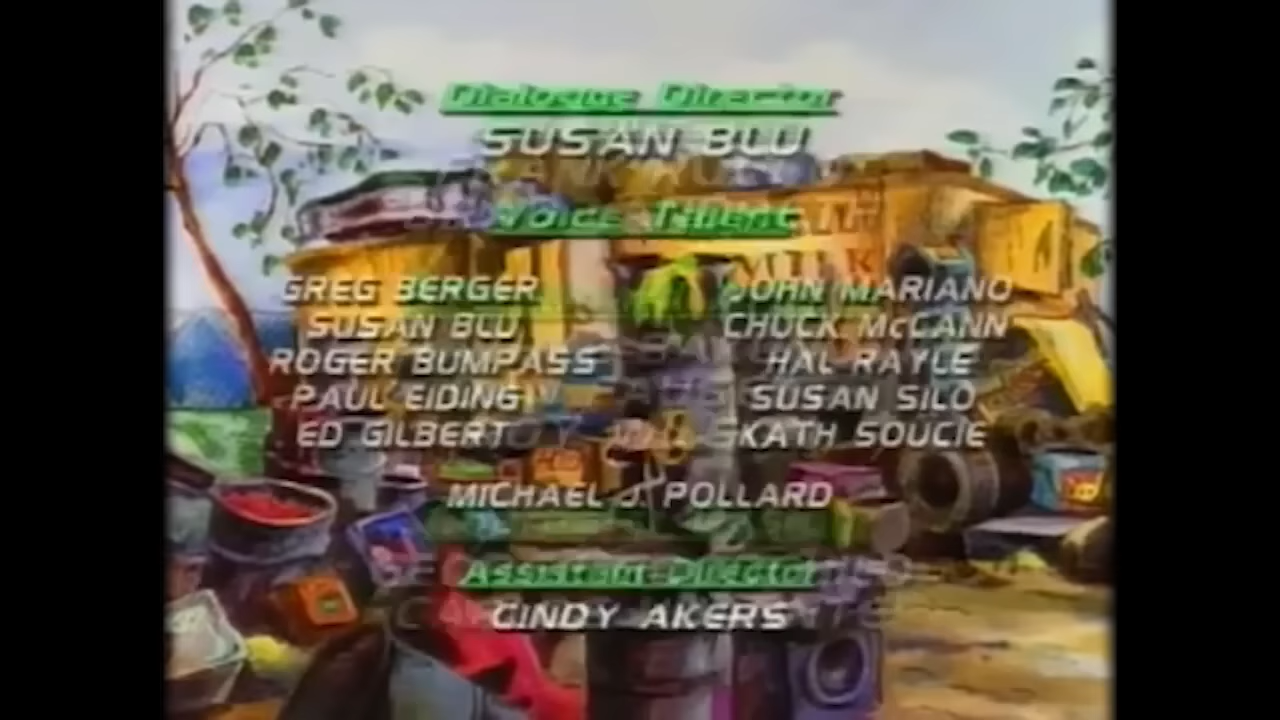 Dialogue Director
SUSAN BLU
Voice Talent
GREG BERGER JOHN MARIANO
SUSAN BLU CHUCK McCANN
ROGER BUMPASS HAL RAYLE
PAUL EIDING SUSAN SILO
ED GILBERT KATH SOUCIE
MICHAEL J. POLLARD
Assistant Director
CINDY AKERS
MILK